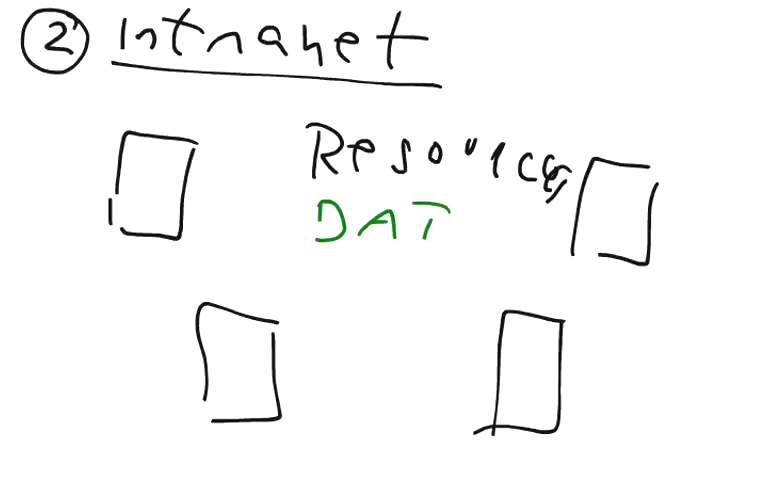 ② Intranet
Resources
DAT